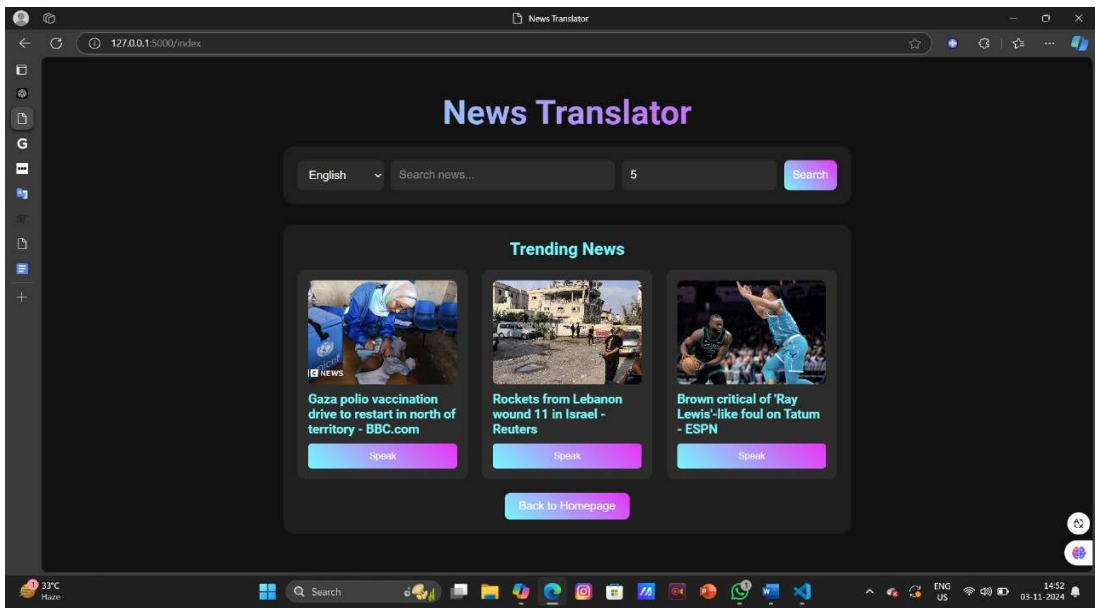 News Translator
127.0.0.1:5000/index
News Translator
English
Search news...
5
Search
Trending News
unicef
NEWS
Gaza polio vaccination
drive to restart in north of
territory - BBC.com
Speak
Rockets from Lebanon
wound 11 in Israel -
Reuters
Speak
Brown critical of 'Ray
Lewis'-like foul on Tatum
- ESPN
Speak
Back to Homepage
33°C
Haze
Search
ENG
US
14:52
03-11-2024